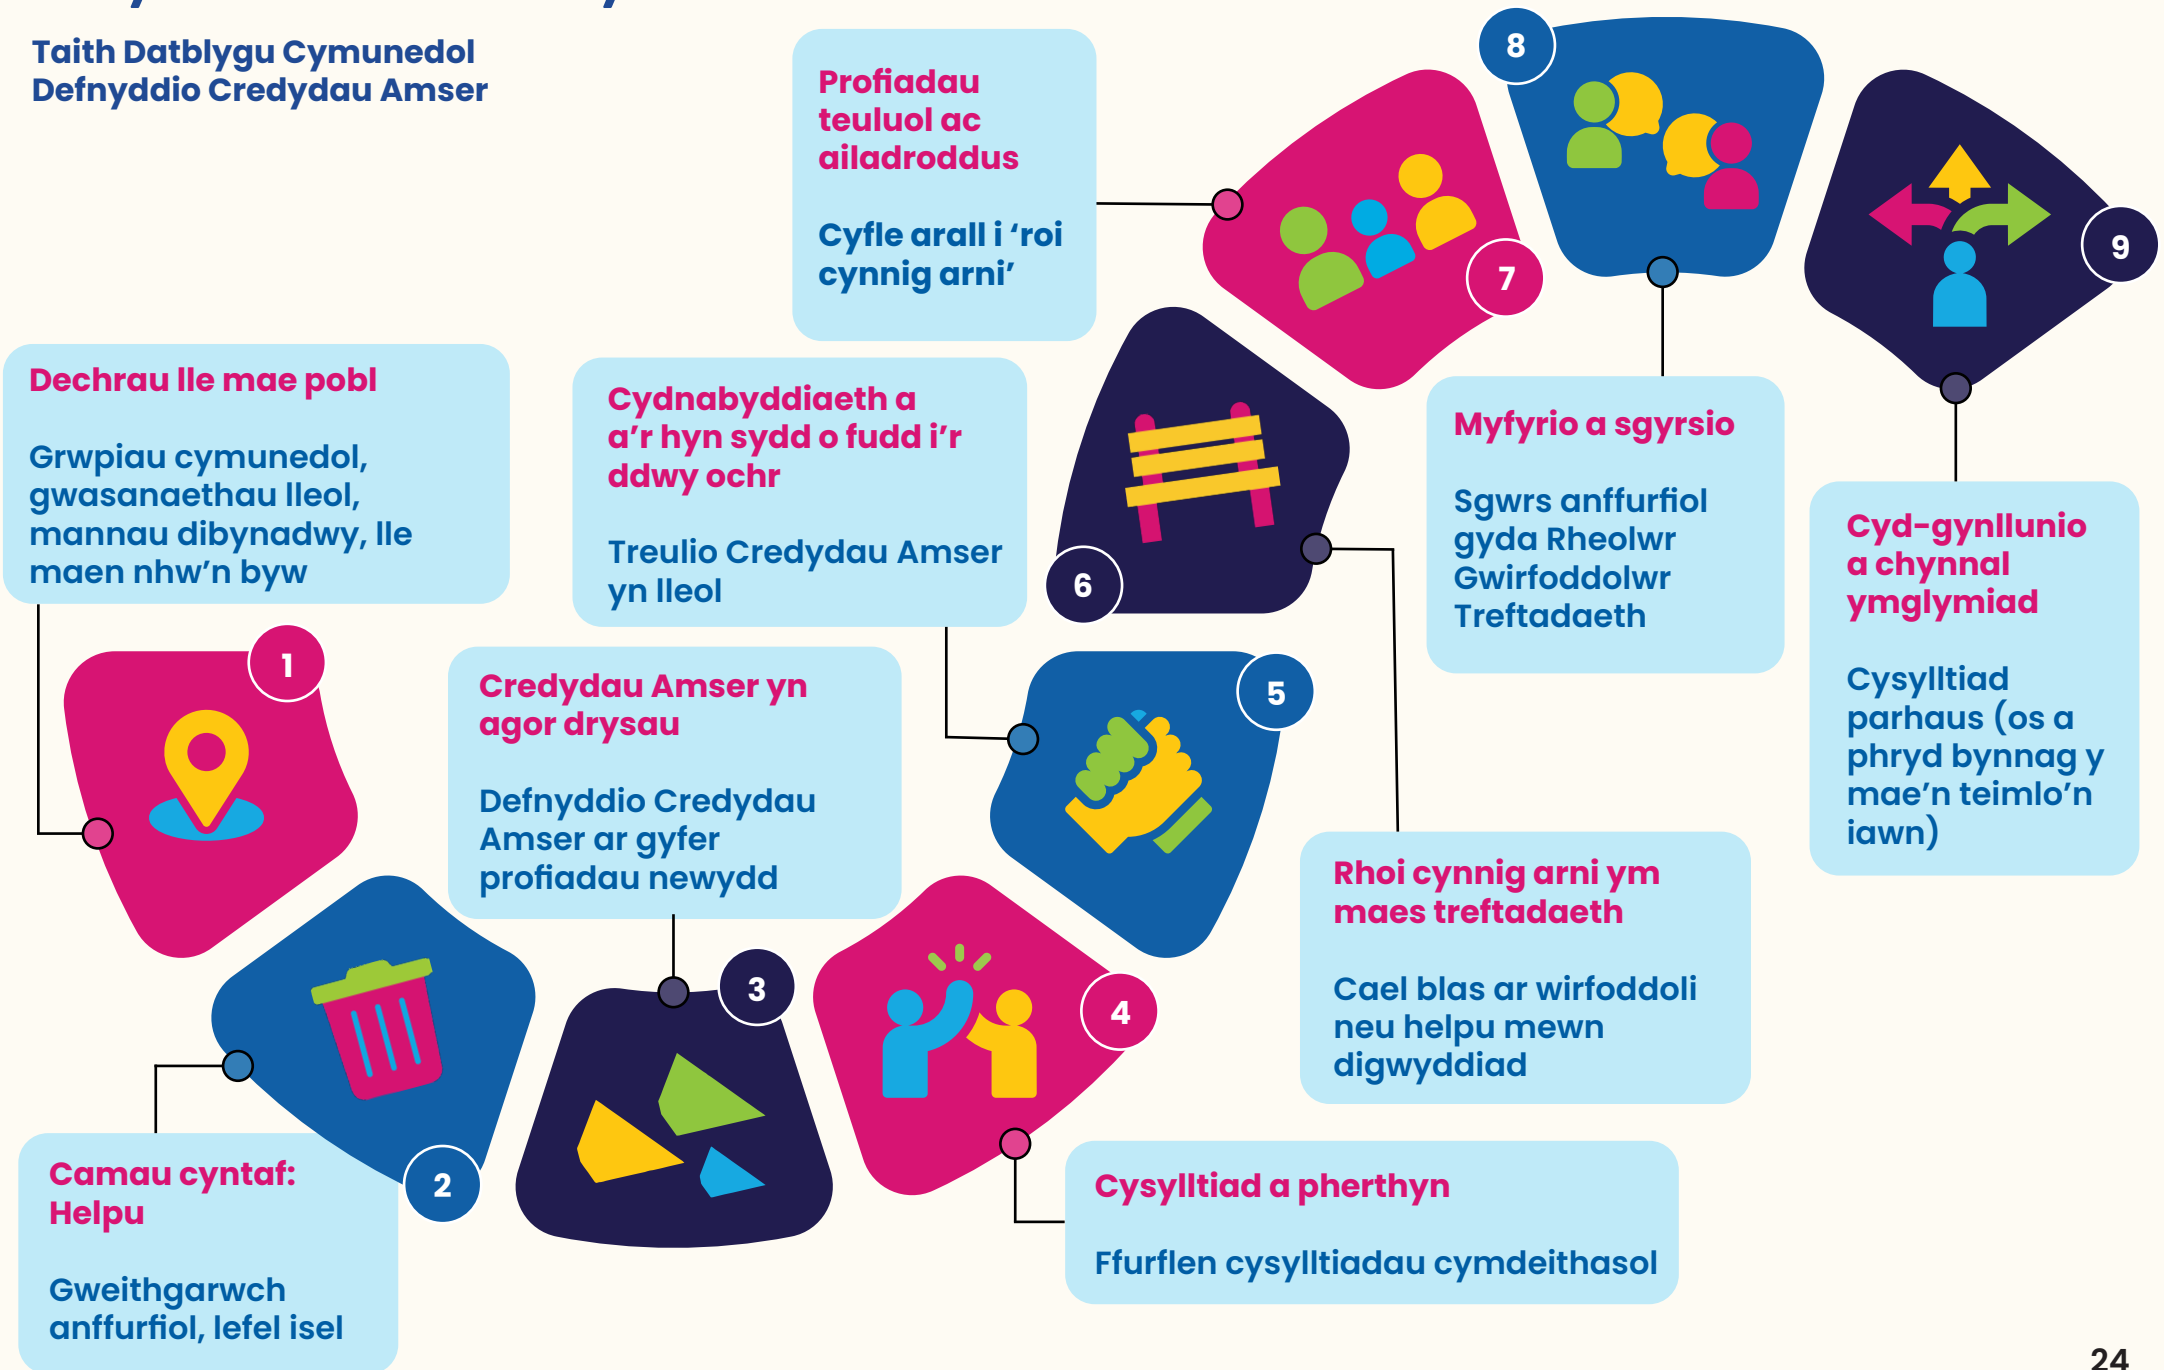 Taith Datblygu Cymunedol
Defnyddio Credydau Amser
Dechrau lle mae pobl
Grwpiau cymunedol,
gwasanaethau lleol,
mannau dibynadwy, lle
maen nhw’n byw
1
Camau cyntaf:
Helpu
Gweithgarwch
anffurfiol, lefel isel
2
Credydau Amser yn
agor drysau
Defnyddio Credydau
Amser ar gyfer
profiadau newydd
3
Cysylltiad a pherthyn
Ffurflen cysylltiadau cymdeithasol
4
Cydnabyddiaeth a
a’r hyn sydd o fudd i’r
ddwy ochr
Treulio Credydau Amser
yn lleol
5
Rhoi cynnig arni ym
maes treftadaeth
Cael blas ar wirfoddoli
neu helpu mewn
digwyddiad
6
Profiadau
teuluol ac
ailadroddus
Cyfle arall i ‘roi
cynnig arni’
7
Myfyrio a sgyrsio
Sgwrs anffurfiol
gyda Rheolwr
Gwirfoddolwr
Treftadaeth
8
Cyd-gynllunio
a chynnal
ymglymiad
Cysylltiad
parhaus (os a
phryd bynnag y
mae’n teimlo’n
iawn)
9
24